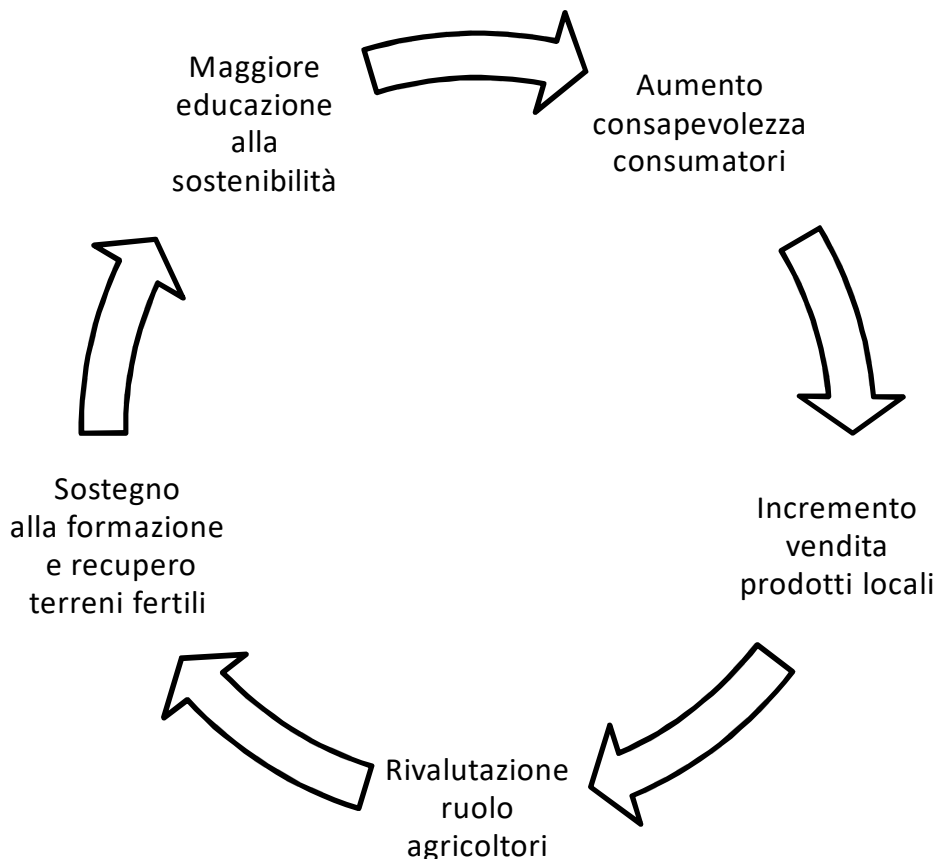 Maggiore
educazione
alla
sostenibilità
Aumento
consapevolezza
consumatori
Incremento
vendita
prodotti locali
Rivalutazione
ruolo
agricoltori
Sostegno
alla formazione
e recupero
terreni fertili